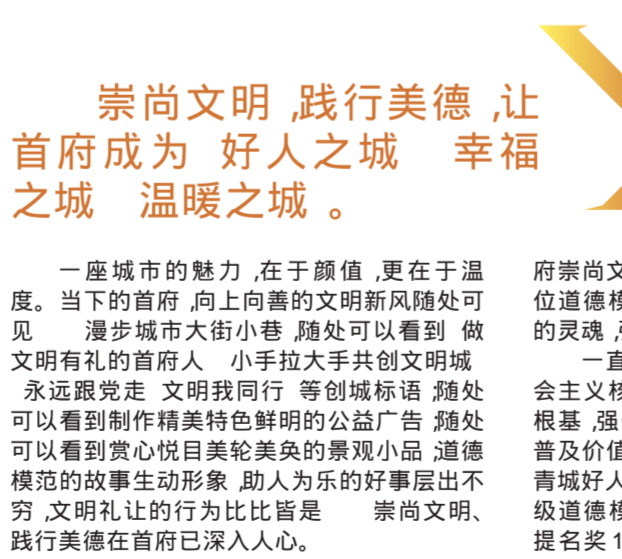 崇尚文明 ,践行美德 ,让
首府成为 好人之城 幸福
之城 温暖之城 。
一座城市的魅力 ,在于颜值 ,更在于温
度。当下的首府 ,向上向善的文明新风随处可
见 漫步城市大街小巷 ,随处可以看到 做
文明有礼的首府人 小手拉大手共创文明城
永远跟党走 文明我同行 等创城标语 ,随处
可以看到制作精美特色鲜明的公益广告 ,随处
可以看到赏心悦目美轮美奂的景观小品 ,道德
模范的故事生动形象 ,助人为乐的好事层出不
穷 ,文明礼让的行为比比皆是 崇尚文明、
践行美德在首府已深入人心。
府崇尚文
位道德模
的灵魂 ,强
一直
会主义核
根基 ,强
普及价值
青城好人
级道德模
提名奖1